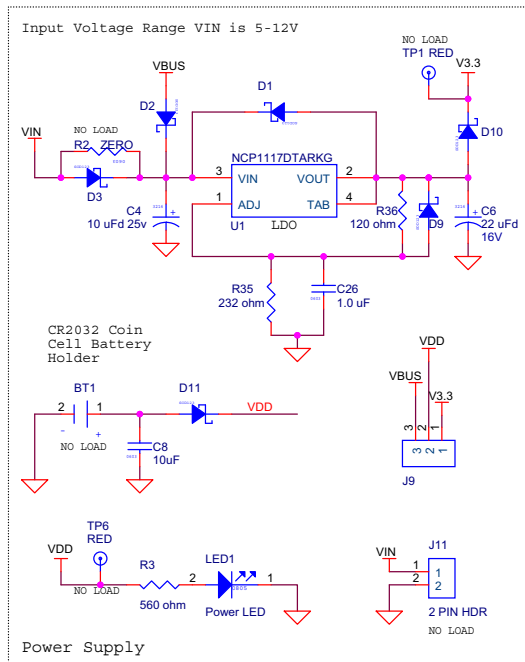 Input Voltage Range VIN is 5-12V
NO LOAD
TP1 RED
VBUS
V3.3
D2
D1
D10
NO LOAD
VIN
R2 ZERO
NCP1117DTARKG
3 VIN VOUT 2
D3
1 ADJ TAB 4
C4
10 uFd 25v
U1
LDO
R36
120 ohm
D9
C6
22 uFd
16V
R35
232 ohm
C26
1.0 uF
CR2032 Coin
Cell Battery
Holder
VDD
VBUS
V3.3
BT1
D11
2 1
VDD
- +
NO LOAD
C8
10uF
3 2 1
3 2 1
J9
TP6
RED
VDD
R3
LED1
2 1
NO LOAD
560 ohm
Power LED
VIN
J11
1 1
2 2
2 PIN HDR
NO LOAD
Power Supply